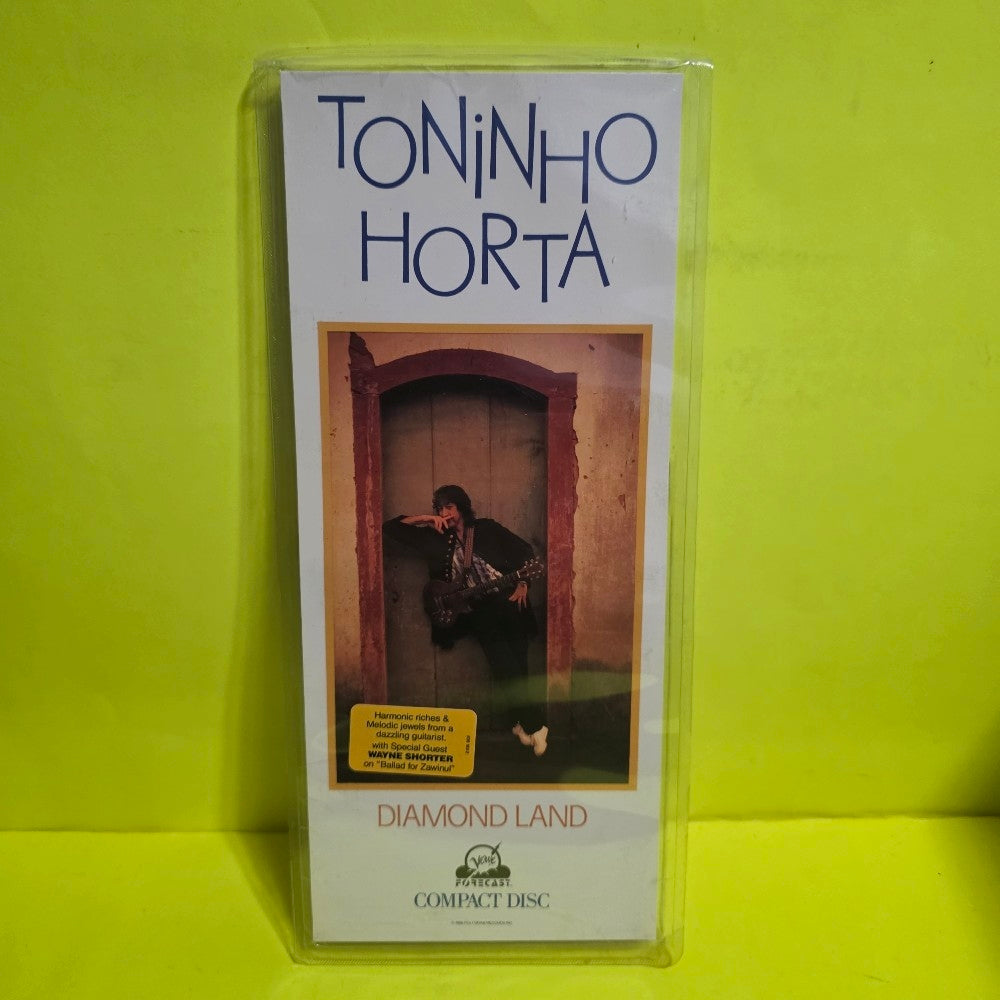 TONiNHO
HORTA
Harmonic riches &
Melodic jewels from a
dazzling guitarist.
with Special Guest
WAYNE SHORTER
on "Ballad for Zawinul"
DIAMOND LAND
Verve
FORECAST
COMPACT DISC